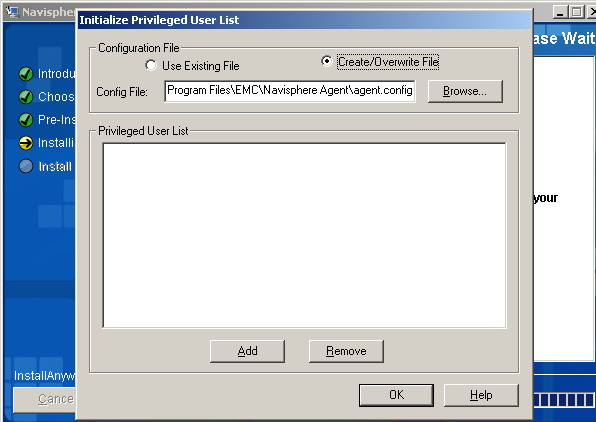 Navisphe
Initialize Privileged User List
ase Wait
Configuration File
Use Existing File
Create/Overwrite File
Config File:
Program Files\EMC\Navisphere Agent\agent.config
Browse...
Introdu
Choos
Pre-Ins
Installi
Install
Privileged User List
your
Add
Remove
InstallAnyw
Cance
OK
Help